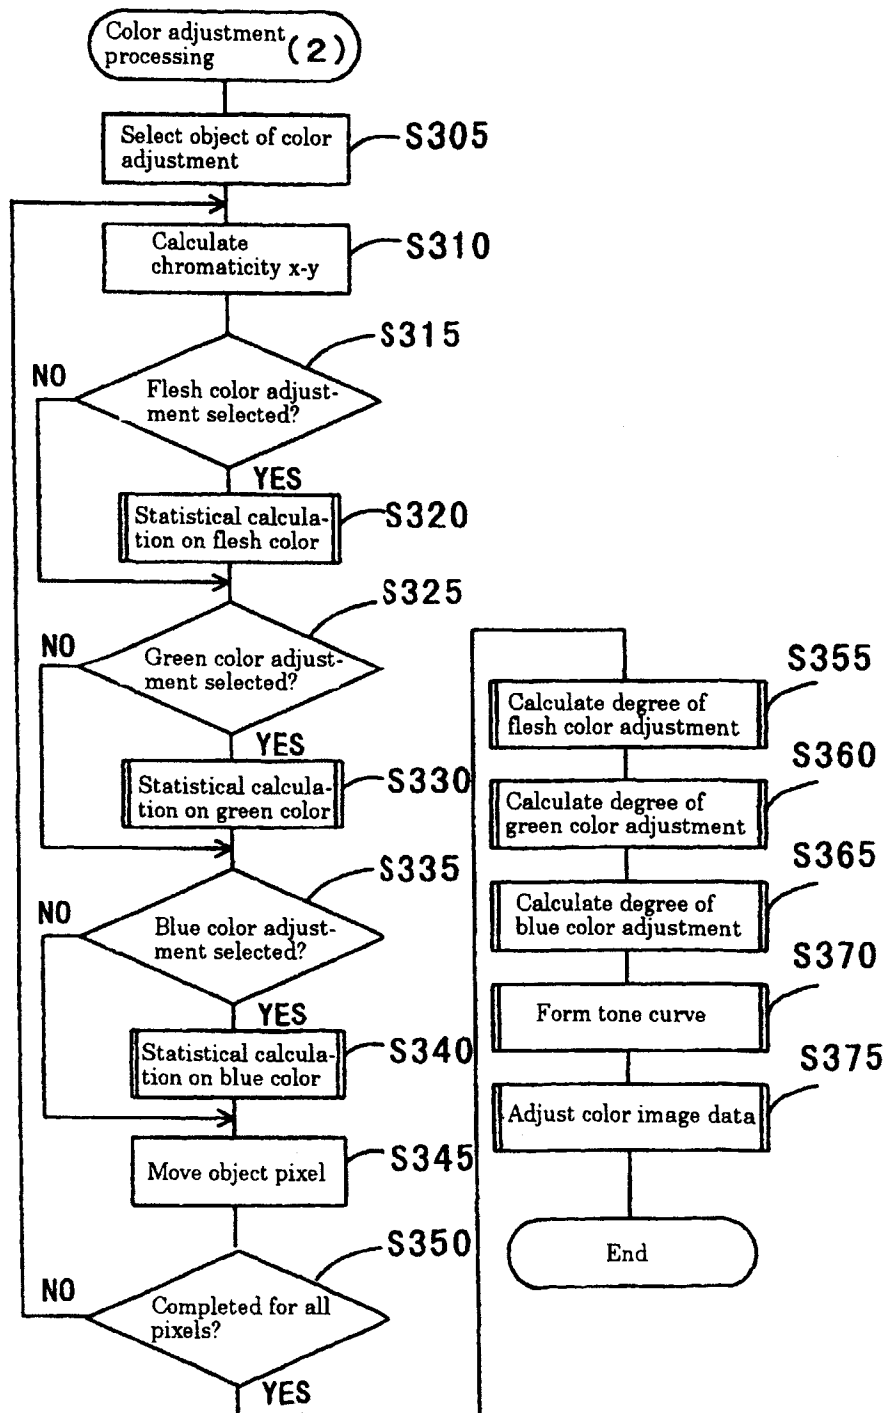 Color adjustment
processing (2)
Select object of color
adjustment
S305
Calculate
chromaticity x-y
S310
S315
NO
Flesh color adjust-
ment selected?
YES
Statistical calcula-
tion on flesh color
S320
S325
NO
Green color adjust-
ment selected?
YES
Statistical calcula-
tion on green color
S330
S335
NO
Blue color adjust-
ment selected?
YES
Statistical calcula-
tion on blue color
S340
Move object pixel
S345
S350
NO
Completed for all
pixels?
YES
S355
Calculate degree of
flesh color adjustment
S360
Calculate degree of
green color adjustment
S365
Calculate degree of
blue color adjustment
S370
Form tone curve
S375
Adjust color image data
End